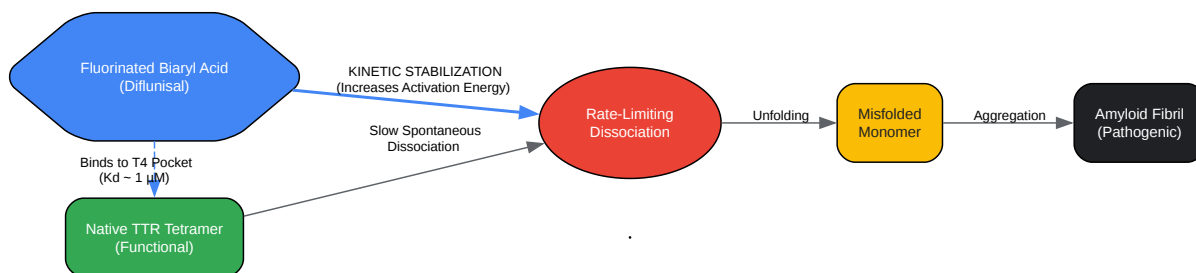 Fluorinated Biaryl Acid
(Diflunisal)
KINETIC STABILIZATION
(Increases Activation Energy)
Slow Spontaneous
Dissociation
Binds to T4 Pocket
(Kd ~ 1 μM)
Native TTR Tetramer
(Functional)
Rate-Limiting
Dissociation
Unfolding
Misfolded
Monomer
Aggregation
Amyloid Fibril
(Pathogenic)
.